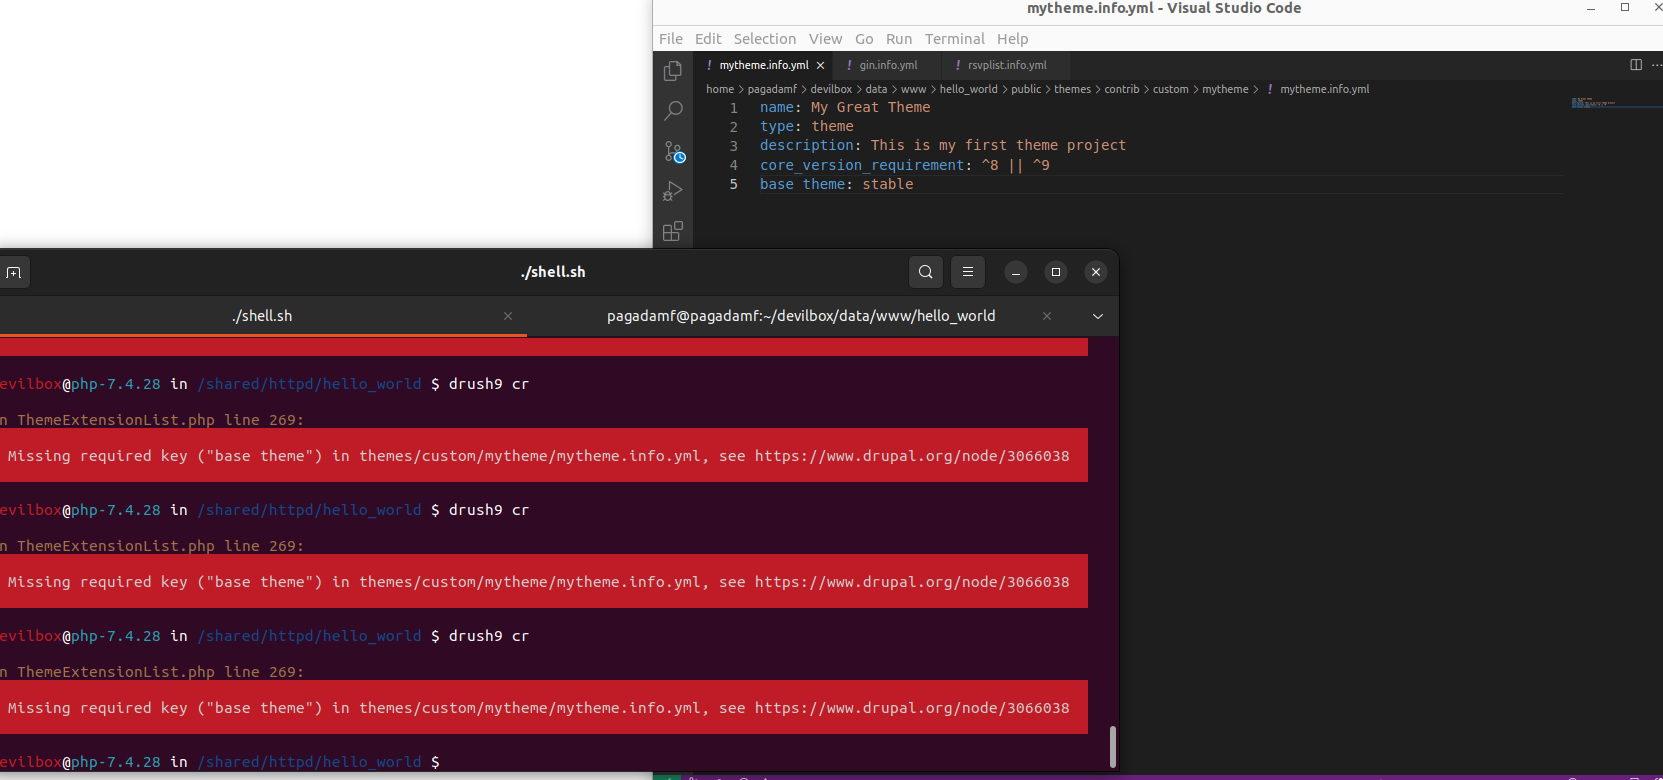 mytheme.info.yml - Visual Studio Code
File Edit Selection View Go Run Terminal Help
! mytheme.info.yml × ! gin.info.yml ! rsvplist.info.yml
home > pagadamf > devilbox > data > www > hello_world > public > themes > contrib > custom > mytheme > ! mytheme.info.yml
1 name: My Great Theme
2 type: theme
3 description: This is my first theme project
4 core_version_requirement: ^8 || ^9
5 base theme: stable
./shell.sh
./shell.sh × pagadamf@pagadamf:~/devilbox/data/www/hello_world ×
evilbox@php-7.4.28 in /shared/httpd/hello_world $ drush9 cr
n ThemeExtensionList.php line 269:
Missing required key ("base theme") in themes/custom/mytheme/mytheme.info.yml, see https://www.drupal.org/node/3066038
evilbox@php-7.4.28 in /shared/httpd/hello_world $ drush9 cr
n ThemeExtensionList.php line 269:
Missing required key ("base theme") in themes/custom/mytheme/mytheme.info.yml, see https://www.drupal.org/node/3066038
evilbox@php-7.4.28 in /shared/httpd/hello_world $ drush9 cr
n ThemeExtensionList.php line 269:
Missing required key ("base theme") in themes/custom/mytheme/mytheme.info.yml, see https://www.drupal.org/node/3066038
evilbox@php-7.4.28 in /shared/httpd/hello_world $